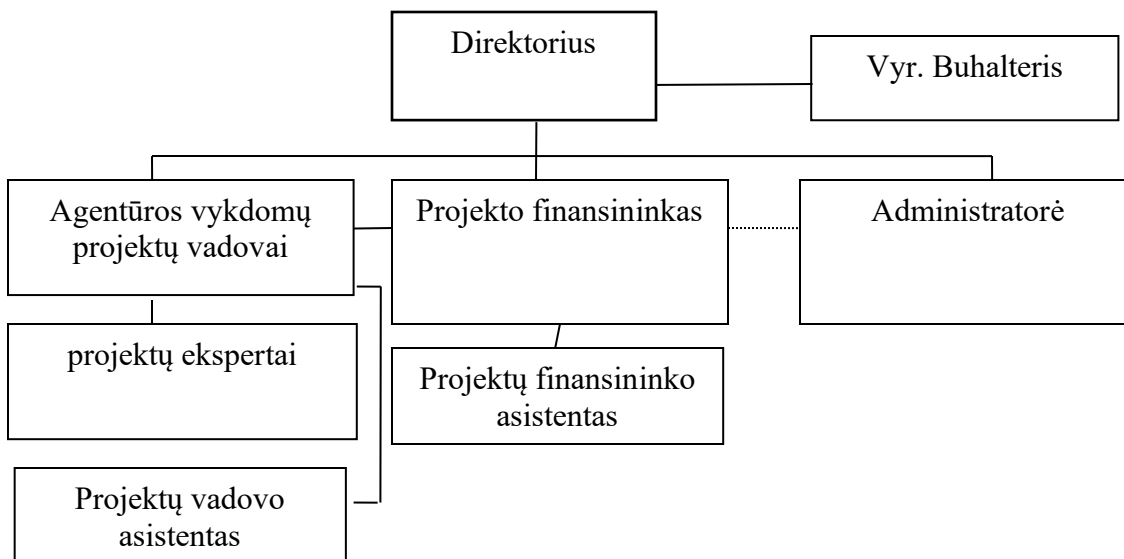 Direktorius
Vyr. Buhalteris
Agentūros vykdomų
projektų vadovai
Projekto finansininkas
Administratorė
projektų ekspertai
Projektų finansininko
asistentas
Projektų vadovo
asistentas